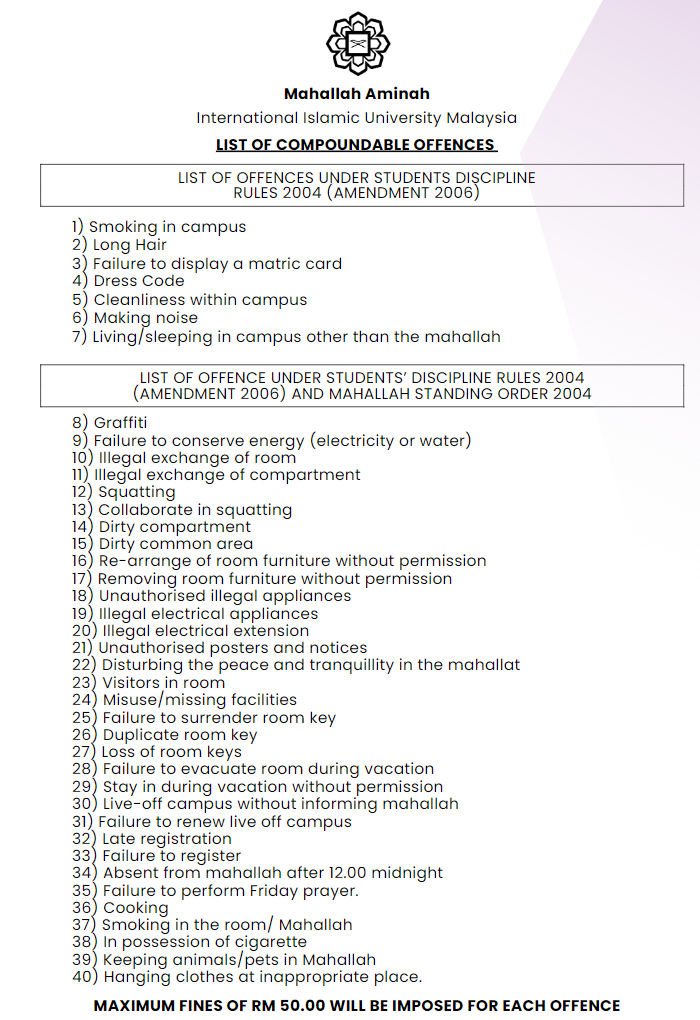 Mahallah Aminah
International Islamic University Malaysia
LIST OF COMPOUNDABLE OFFENCES
LIST OF OFFENCES UNDER STUDENTS DISCIPLINE
RULES 2004 (AMENDMENT 2006)
1) Smoking in campus
2) Long Hair
3) Failure to display a matric card
4) Dress Code
5) Cleanliness within campus
6) Making noise
7) Living/sleeping in campus other than the mahallah
LIST OF OFFENCE UNDER STUDENTS’ DISCIPLINE RULES 2004
(AMENDMENT 2006) AND MAHALLAH STANDING ORDER 2004
8) Graffiti
9) Failure to conserve energy (electricity or water)
10) Illegal exchange of room
11) Illegal exchange of compartment
12) Squatting
13) Collaborate in squatting
14) Dirty compartment
15) Dirty common area
16) Re-arrange of room furniture without permission
17) Removing room furniture without permission
18) Unauthorised illegal appliances
19) Illegal electrical appliances
20) Illegal electrical extension
21) Unauthorised posters and notices
22) Disturbing the peace and tranquillity in the mahallat
23) Visitors in room
24) Misuse/missing facilities
25) Failure to surrender room key
26) Duplicate room key
27) Loss of room keys
28) Failure to evacuate room during vacation
29) Stay in during vacation without permission
30) Live-off campus without informing mahallah
31) Failure to renew live off campus
32) Late registration
33) Failure to register
34) Absent from mahallah after 12.00 midnight
35) Failure to perform Friday prayer.
36) Cooking
37) Smoking in the room/ Mahallah
38) In possession of cigarette
39) Keeping animals/pets in Mahallah
40) Hanging clothes at inappropriate place.
MAXIMUM FINES OF RM 50.00 WILL BE IMPOSED FOR EACH OFFENCE